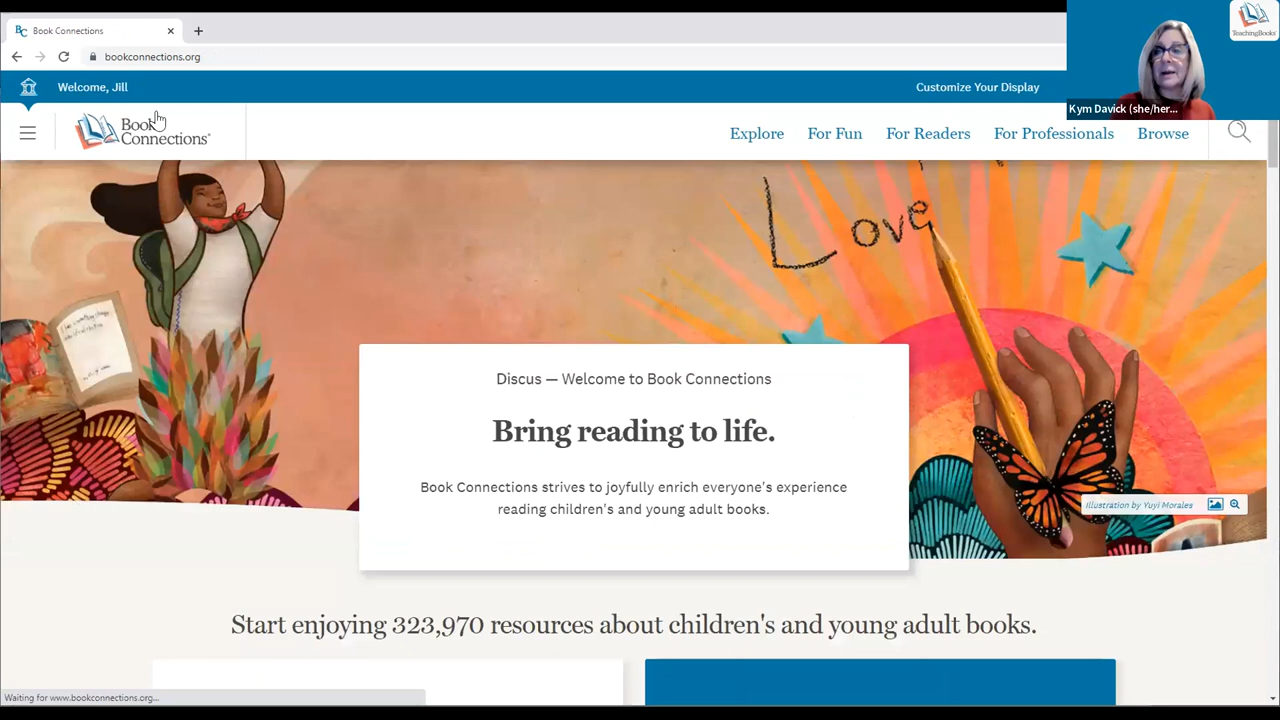 BC Book Connections
bookconnections.org
TeachingBooks
Kym Davick (she/her...
Welcome, Jill
Customize Your Display
Book
Connections
Explore
For Fun
For Readers
For Professionals
Browse
Love
Discus — Welcome to Book Connections
Bring reading to life.
Book Connections strives to joyfully enrich everyone's experience
reading children's and young adult books.
Illustration by Yuyi Morales
Start enjoying 323,970 resources about children's and young adult books.
Waiting for www.bookconnections.org...